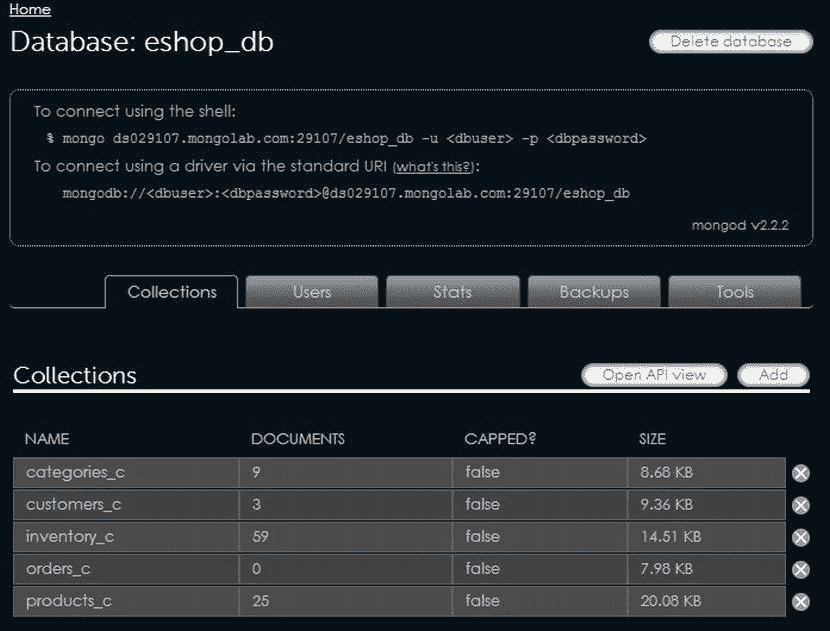 Home
Database: eshop_db
Delete database
To connect using the shell:
% mongo ds029107.mongolab.com:29107/eshop_db -u <dbuser> -p <dbpassword>
To connect using a driver via the standard URI (what's this?):
mongodb://<dbuser>:<dbpassword>@ds029107.mongolab.com:29107/eshop_db
mongod v2.2.2
Collections Users Stats Backups Tools
Collections
Open API view Add
NAME DOCUMENTS CAPPED? SIZE
categories_c 9 false 8.68 KB
customers_c 3 false 9.36 KB
inventory_c 59 false 14.51 KB
orders_c 0 false 7.98 KB
products_c 25 false 20.08 KB